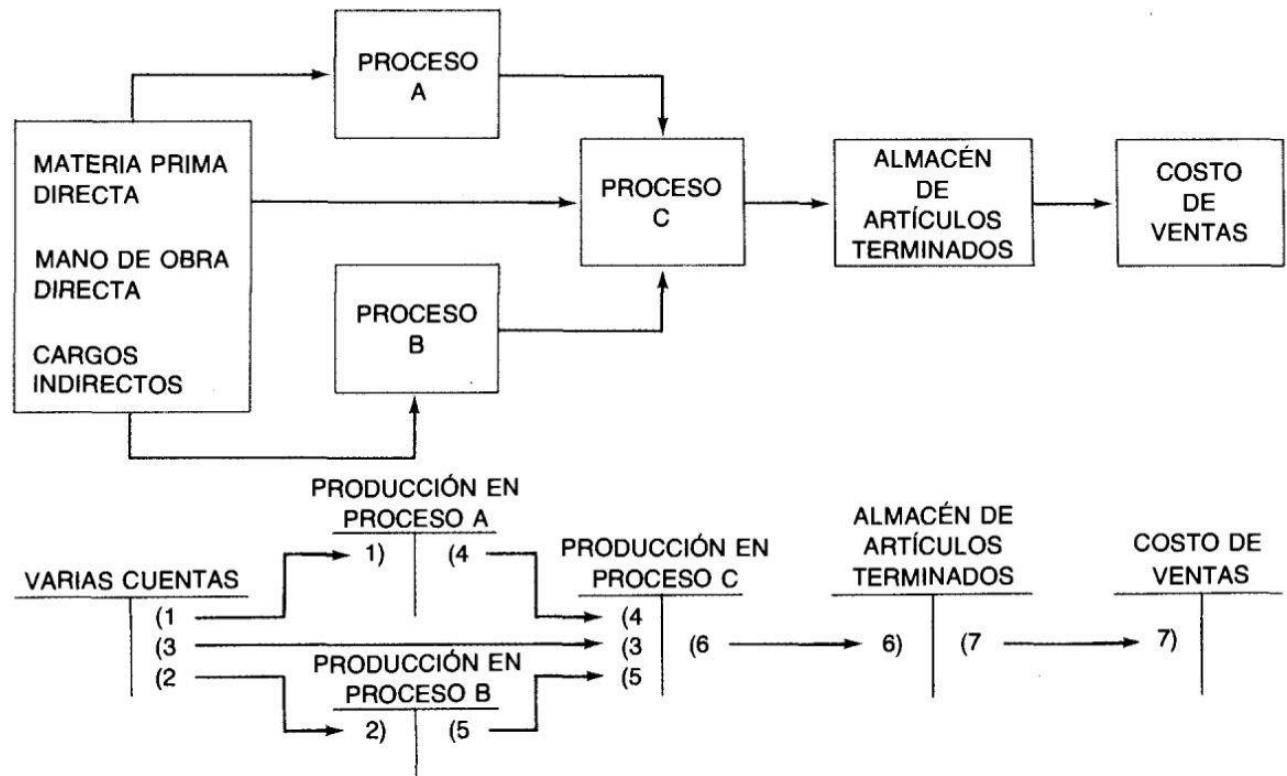 PROCESO
A
MATERIA PRIMA
DIRECTA
MANO DE OBRA
DIRECTA
CARGOS
INDIRECTOS
PROCESO
B
PROCESO
C
ALMACÉN
DE
ARTÍCULOS
TERMINADOS
COSTO
DE
VENTAS
VARIAS CUENTAS
(1
(3
(2
PRODUCCIÓN EN
PROCESO A
1) (4
PRODUCCIÓN EN
PROCESO B
2) (5
PRODUCCIÓN EN
PROCESO C
(4
(3 (6
(5
ALMACÉN DE
ARTÍCULOS
TERMINADOS
6) (7
COSTO DE
VENTAS
7)